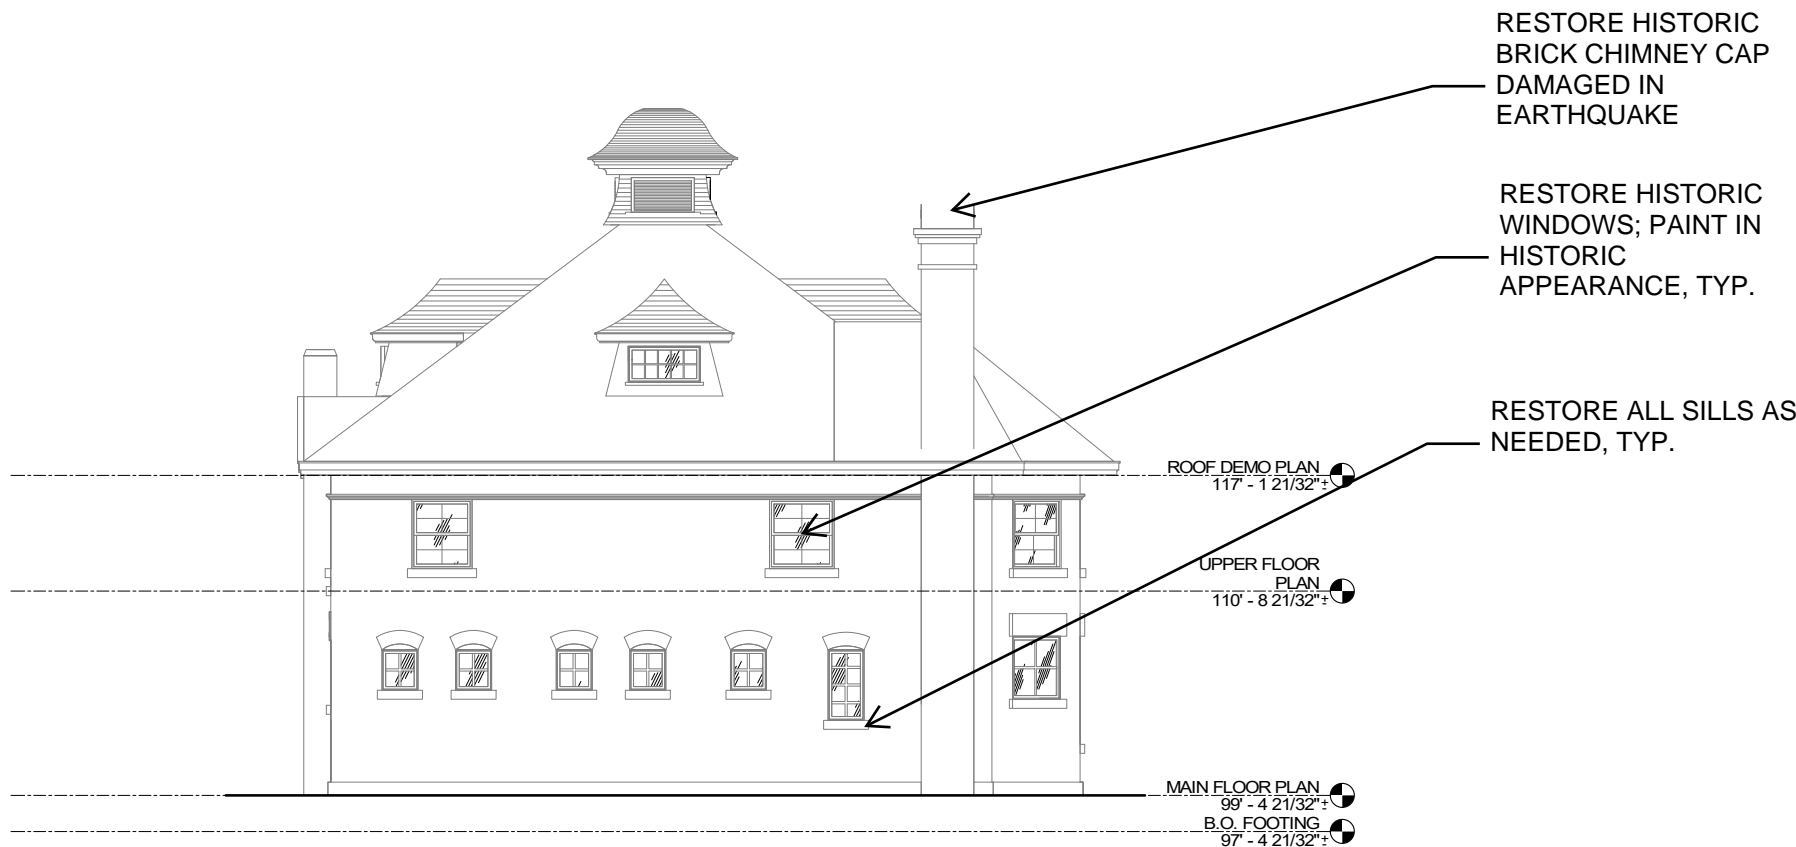 RESTORE HISTORIC
BRICK CHIMNEY CAP
DAMAGED IN
EARTHQUAKE
RESTORE HISTORIC
WINDOWS; PAINT IN
HISTORIC
APPEARANCE, TYP.
RESTORE ALL SILLS AS
NEEDED, TYP.
ROOF DEMO PLAN
117' - 1 21/32"±
UPPER FLOOR
PLAN
110' - 8 21/32"±
MAIN FLOOR PLAN
99' - 4 21/32"±
B.O. FOOTING
97' - 4 21/32"±